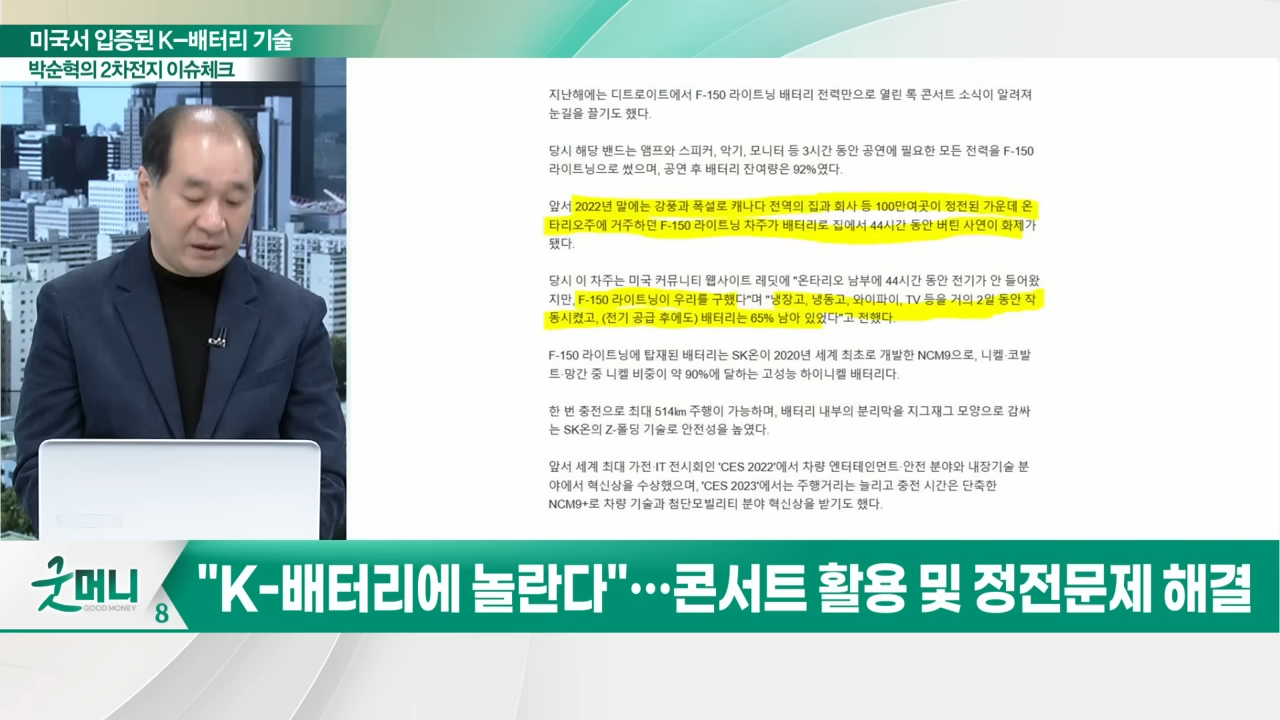 미국서 입증된 K-배터리 기술
박순혁의 2차전지 이슈체크
지난해에는 디트로이트에서 F-150 라이트닝 배터리 전력만으로 열린 록 콘서트 소식이 알려져
눈길을 끌기도 했다.
당시 해당 밴드는 앰프와 스피커, 악기, 모니터 등 3시간 동안 공연에 필요한 모든 전력을 F-150
라이트닝으로 썼으며, 공연 후 배터리 잔여량은 92%였다.
앞서 2022년 말에는 강풍과 폭설로 캐나다 전역의 집과 회사 등 100만여곳이 정전된 가운데 온
타리오주에 거주하던 F-150 라이트닝 차주가 배터리로 집에서 44시간 동안 버틴 사연이 화제가
됐다.
당시 이 차주는 미국 커뮤니티 웹사이트 레딧에 "온타리오 남부에 44시간 동안 전기가 안 들어왔
지만, F-150 라이트닝이 우리를 구했다"며 "냉장고, 냉동고, 와이파이, TV 등을 거의 2일 동안 작
동시켰고, (전기 공급 후에도) 배터리는 65% 남아 있었다"고 전했다.
F-150 라이트닝에 탑재된 배터리는 SK온이 2020년 세계 최초로 개발한 NCM9으로, 니켈·코발
트·망간 중 니켈 비중이 약 90%에 달하는 고성능 하이니켈 배터리다.
한 번 충전으로 최대 514㎞ 주행이 가능하며, 배터리 내부의 분리막을 지그재그 모양으로 감싸
는 SK온의 Z-폴딩 기술로 안전성을 높였다.
앞서 세계 최대 가전·IT 전시회인 'CES 2022'에서 차량 엔터테인먼트·안전 분야와 내장기술 분
야에서 혁신상을 수상했으며, 'CES 2023'에서는 주행거리는 늘리고 충전 시간은 단축한
NCM9+로 차량 기술과 첨단모빌리티 분야 혁신상을 받기도 했다.
굿머니
GOOD MONEY
8
"K-배터리에 놀란다"…콘서트 활용 및 정전문제 해결